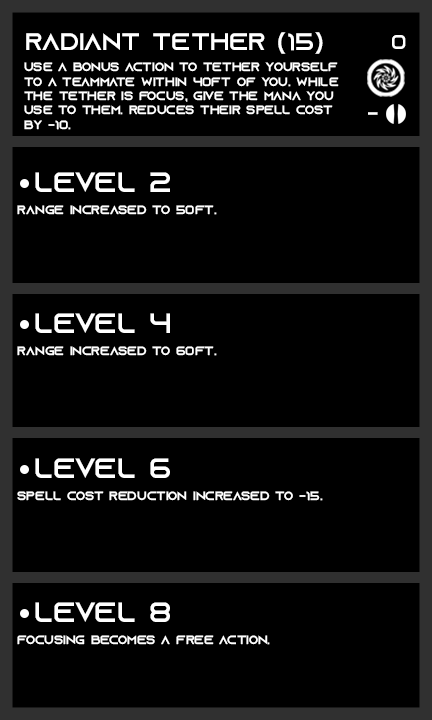 RADIANT TETHER (15)
0
USE A BONUS ACTION TO TETHER YOURSELF
TO A TEAMMATE WITHIN 40FT OF YOU. WHILE
THE TETHER IS FOCUS, GIVE THE MANA YOU
USE TO THEM. REDUCES THEIR SPELL COST
BY -10.
-
•LEVEL 2
RANGE INCREASED TO 50FT.
•LEVEL 4
RANGE INCREASED TO 60FT.
•LEVEL 6
SPELL COST REDUCTION INCREASED TO -15.
•LEVEL 8
FOCUSING BECOMES A FREE ACTION.